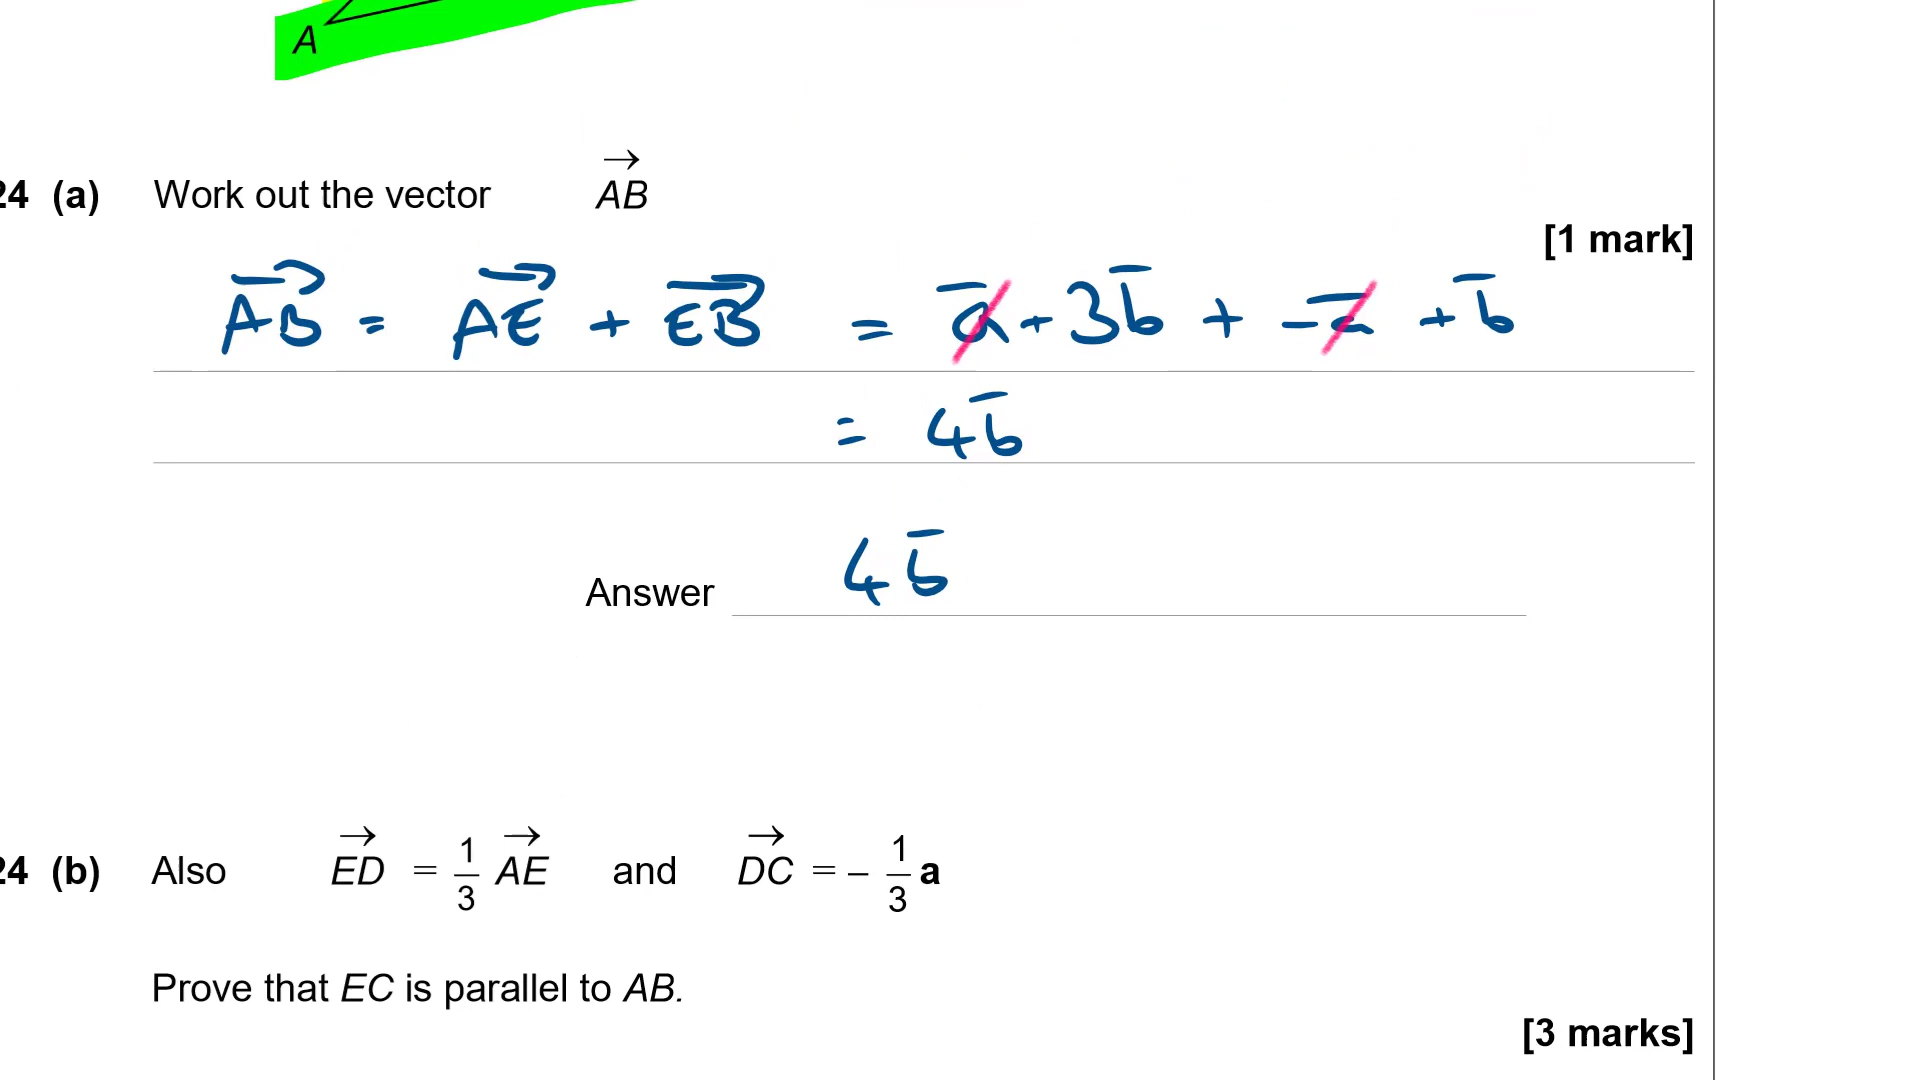 A
24 (a) Work out the vector →AB
[1 mark]
→AB = →AE + →EB = a̅ + 3b̅ + -a̅ + b̅
= 4b̅
Answer 4b̅
24 (b) Also →ED = 1/3 →AE and →DC = – 1/3 a
Prove that EC is parallel to AB.
[3 marks]